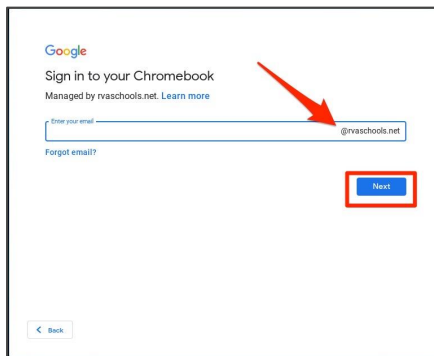 Google
Sign in to your Chromebook
Managed by rvaschools.net. Learn more
Enter your email
@rvaschools.net
Forgot email?
Next
Back